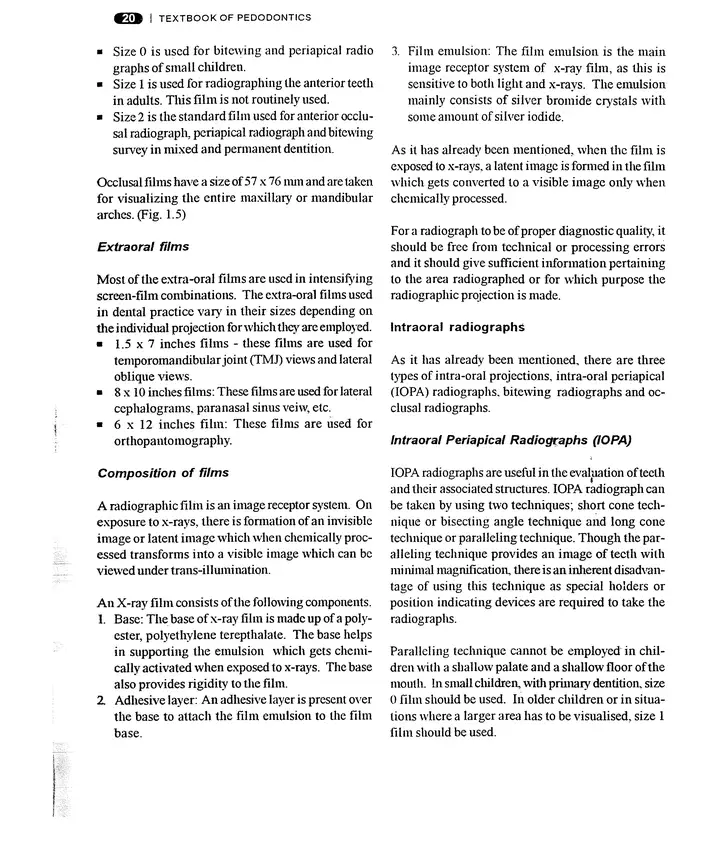 20 | TEXTBOOK OF PEDODONTICS
▪ Size 0 is used for bitewing and periapical radio
graphs of small children.
▪ Size 1 is used for radiographing the anterior teeth
in adults. This film is not routinely used.
▪ Size 2 is the standard film used for anterior occlu-
sal radiograph, periapical radiograph and bitewing
survey in mixed and permanent dentition.
Occlusal films have a size of 57 x 76 mm and are taken
for visualizing the entire maxillary or mandibular
arches. (Fig. 1.5)
Extraoral films
Most of the extra-oral films are used in intensifying
screen-film combinations. The extra-oral films used
in dental practice vary in their sizes depending on
the individual projection for which they are employed.
▪ 1.5 x 7 inches films - these films are used for
temporomandibular joint (TMJ) views and lateral
oblique views.
▪ 8 x 10 inches films: These films are used for lateral
cephalograms, paranasal sinus veiw, etc.
▪ 6 x 12 inches film: These films are used for
orthopantomography.
Composition of films
A radiographic film is an image receptor system. On
exposure to x-rays, there is formation of an invisible
image or latent image which when chemically proc-
essed transforms into a visible image which can be
viewed under trans-illumination.
An X-ray film consists of the following components.
1. Base: The base of x-ray film is made up of a poly-
ester, polyethylene terepthalate. The base helps
in supporting the emulsion which gets chemi-
cally activated when exposed to x-rays. The base
also provides rigidity to the film.
2. Adhesive layer: An adhesive layer is present over
the base to attach the film emulsion to the film
base.
3. Film emulsion: The film emulsion is the main
image receptor system of x-ray film, as this is
sensitive to both light and x-rays. The emulsion
mainly consists of silver bromide crystals with
some amount of silver iodide.
As it has already been mentioned, when the film is
exposed to x-rays, a latent image is formed in the film
which gets converted to a visible image only when
chemically processed.
For a radiograph to be of proper diagnostic quality, it
should be free from technical or processing errors
and it should give sufficient information pertaining
to the area radiographed or for which purpose the
radiographic projection is made.
Intraoral radiographs
As it has already been mentioned, there are three
types of intra-oral projections, intra-oral periapical
(IOPA) radiographs, bitewing radiographs and oc-
clusal radiographs.
Intraoral Periapical Radiographs (IOPA)
IOPA radiographs are useful in the evaluation of teeth
and their associated structures. IOPA radiograph can
be taken by using two techniques; short cone tech-
nique or bisecting angle technique and long cone
technique or paralleling technique. Though the par-
alleling technique provides an image of teeth with
minimal magnification, there is an inherent disadvan-
tage of using this technique as special holders or
position indicating devices are required to take the
radiographs.
Paralleling technique cannot be employed in chil-
dren with a shallow palate and a shallow floor of the
mouth. In small children, with primary dentition, size
0 film should be used. In older children or in situa-
tions where a larger area has to be visualised, size 1
film should be used.